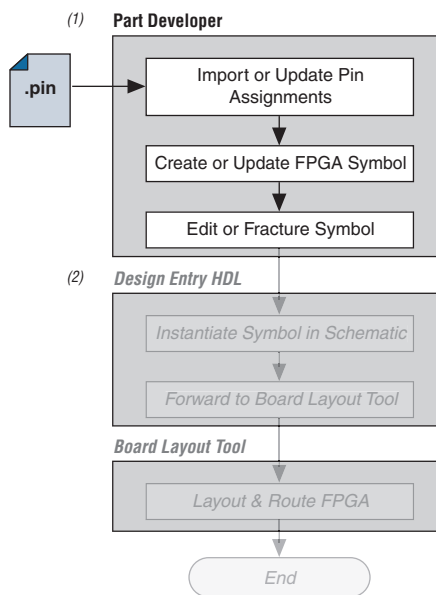 (1) Part Developer
.pin
Import or Update Pin
Assignments
Create or Update FPGA Symbol
Edit or Fracture Symbol
(2) Design Entry HDL
Instantiate Symbol in Schematic
Forward to Board Layout Tool
Board Layout Tool
Layout & Route FPGA
End